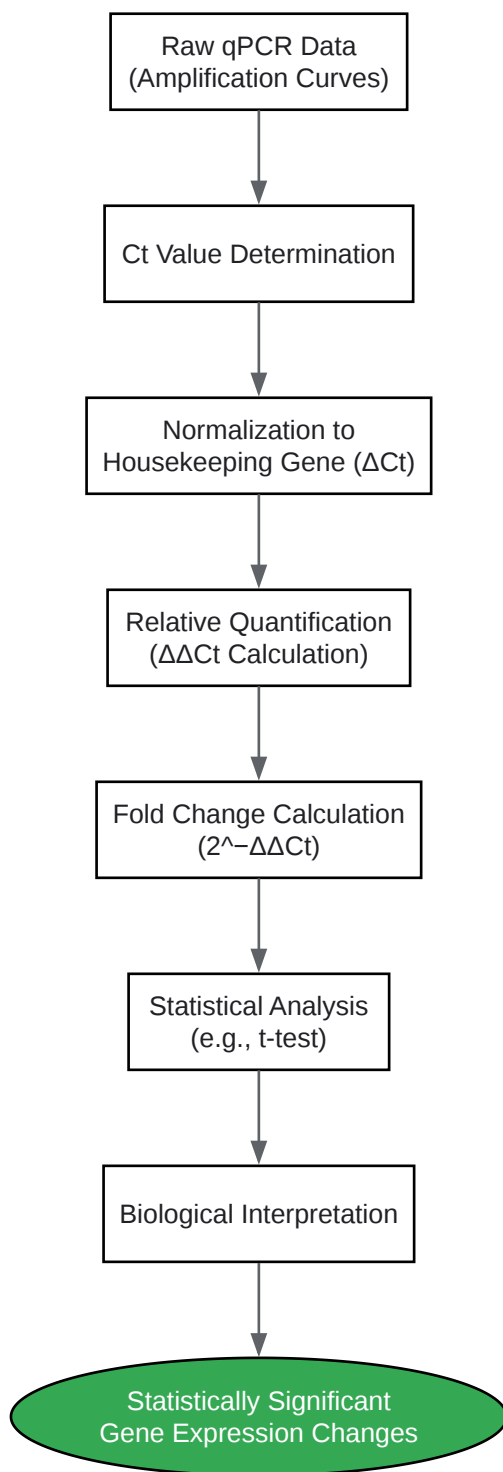 Raw qPCR Data
(Amplification Curves)
Ct Value Determination
Normalization to
Housekeeping Gene (ΔCt)
Relative Quantification
(ΔΔCt Calculation)
Fold Change Calculation
(2^−ΔΔCt)
Statistical Analysis
(e.g., t-test)
Biological Interpretation
Statistically Significant
Gene Expression Changes